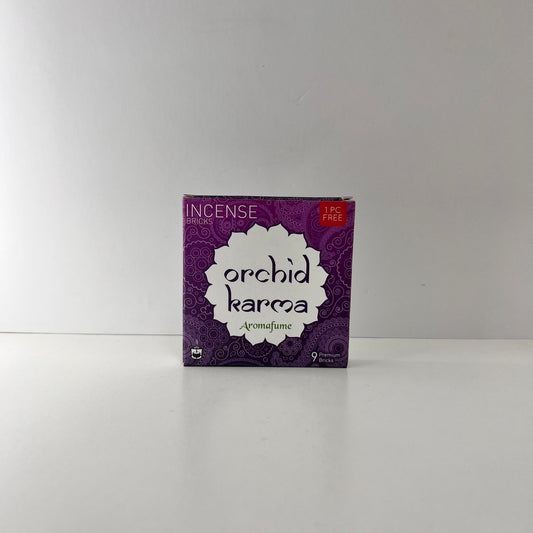 INCENSE
BRICKS
1 PC
FREE
orchid
karma
Aromafume
9 Premium
Bricks